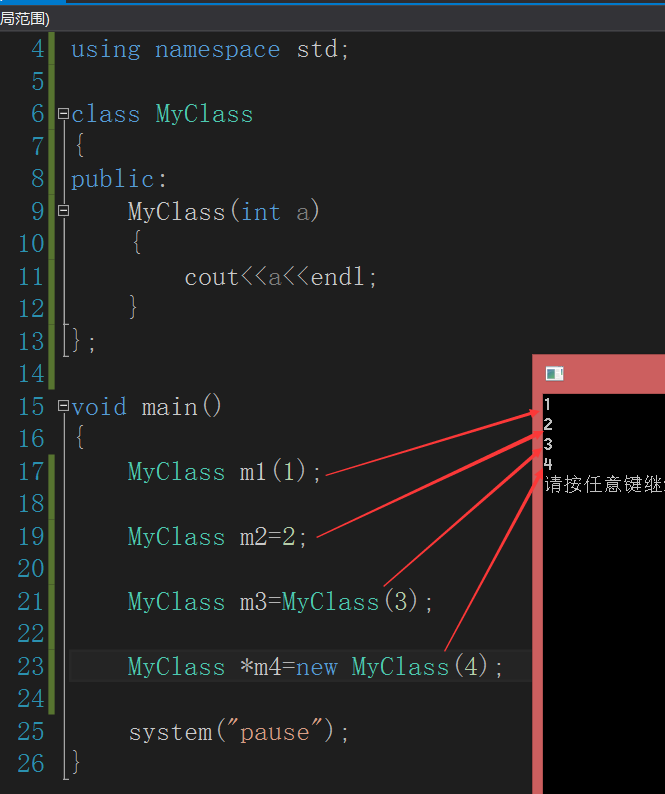 局范围)
4 using namespace std;
5
6 class MyClass
7 {
8 public:
9 MyClass(int a)
10 {
11 cout<<a<<endl;
12 }
13 };
14
15 void main()
16 {
17 MyClass m1(1);
18
19 MyClass m2=2;
20
21 MyClass m3=MyClass(3);
22
23 MyClass *m4=new MyClass(4);
24
25 system("pause");
26 }
1
2
3
4
请按任意键继